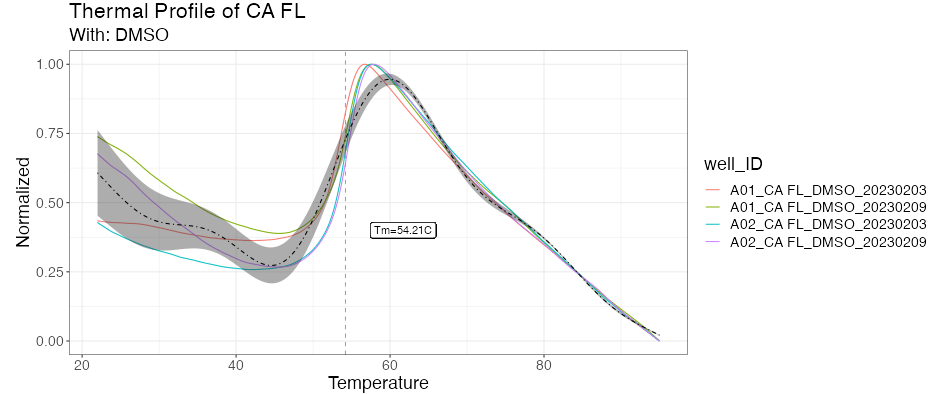 Thermal Profile of CA FL
With: DMSO
Normalized
1.00
0.75
0.50
0.25
0.00
Tm=54.21C
20
40
60
80
Temperature
well_ID
A01_CA FL_DMSO_20230203
A01_CA FL_DMSO_20230209
A02_CA FL_DMSO_20230203
A02_CA FL_DMSO_20230209